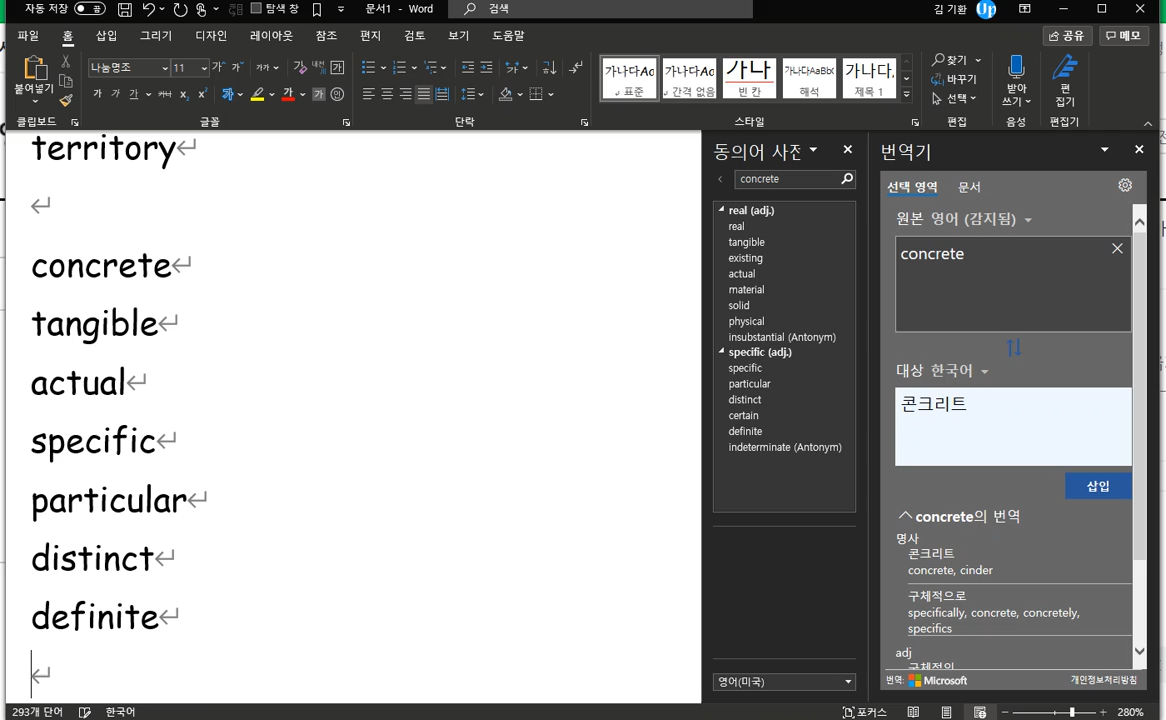 자동 저장 끔 탐색 창 문서1 - Word 검색 김 기환
파일 홈 삽입 그리기 디자인 레이아웃 참조 편지 검토 보기 도움말 공유 메모
붙여넣기 나눔명조 11 가나다Aa 가나다Aa 가나 가나다AaBb( 가나다, 찾기 바꾸기 선택 받아쓰기 편집기
표준 간격 없음 빈 칸 해석 제목 1
클립보드 글꼴 단락 스타일 편집 음성 편집기
territory
concrete
tangible
actual
specific
particular
distinct
definite
동의어 사전
concrete
real (adj.)
real
tangible
existing
actual
material
solid
physical
insubstantial (Antonym)
specific (adj.)
specific
particular
distinct
certain
definite
indeterminate (Antonym)
영어(미국)
번역기
선택 영역 문서
원본 영어 (감지됨)
concrete
대상 한국어
콘크리트
삽입
concrete의 번역
명사
콘크리트
concrete, cinder
구체적으로
specifically, concrete, concretely,
specifics
adj
구체적인
번역: Microsoft 개인정보처리방침
293개 단어 한국어 포커스 280%